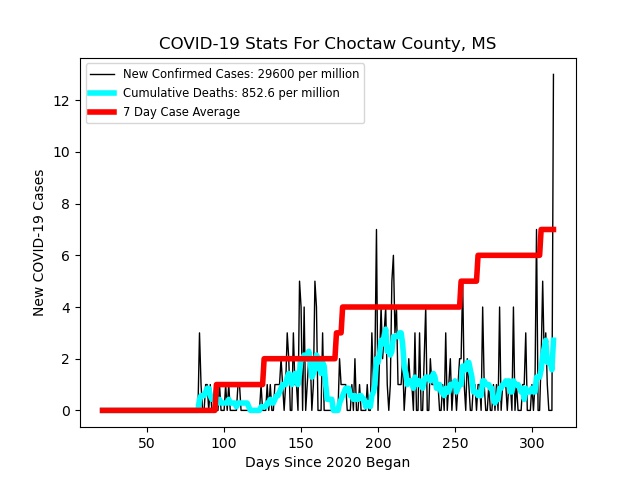 COVID-19 Stats For Choctaw County, MS
New Confirmed Cases: 29600 per million
Cumulative Deaths: 852.6 per million
7 Day Case Average
12
10
8
6
4
2
0
New COVID-19 Cases
50 100 150 200 250 300
Days Since 2020 Began